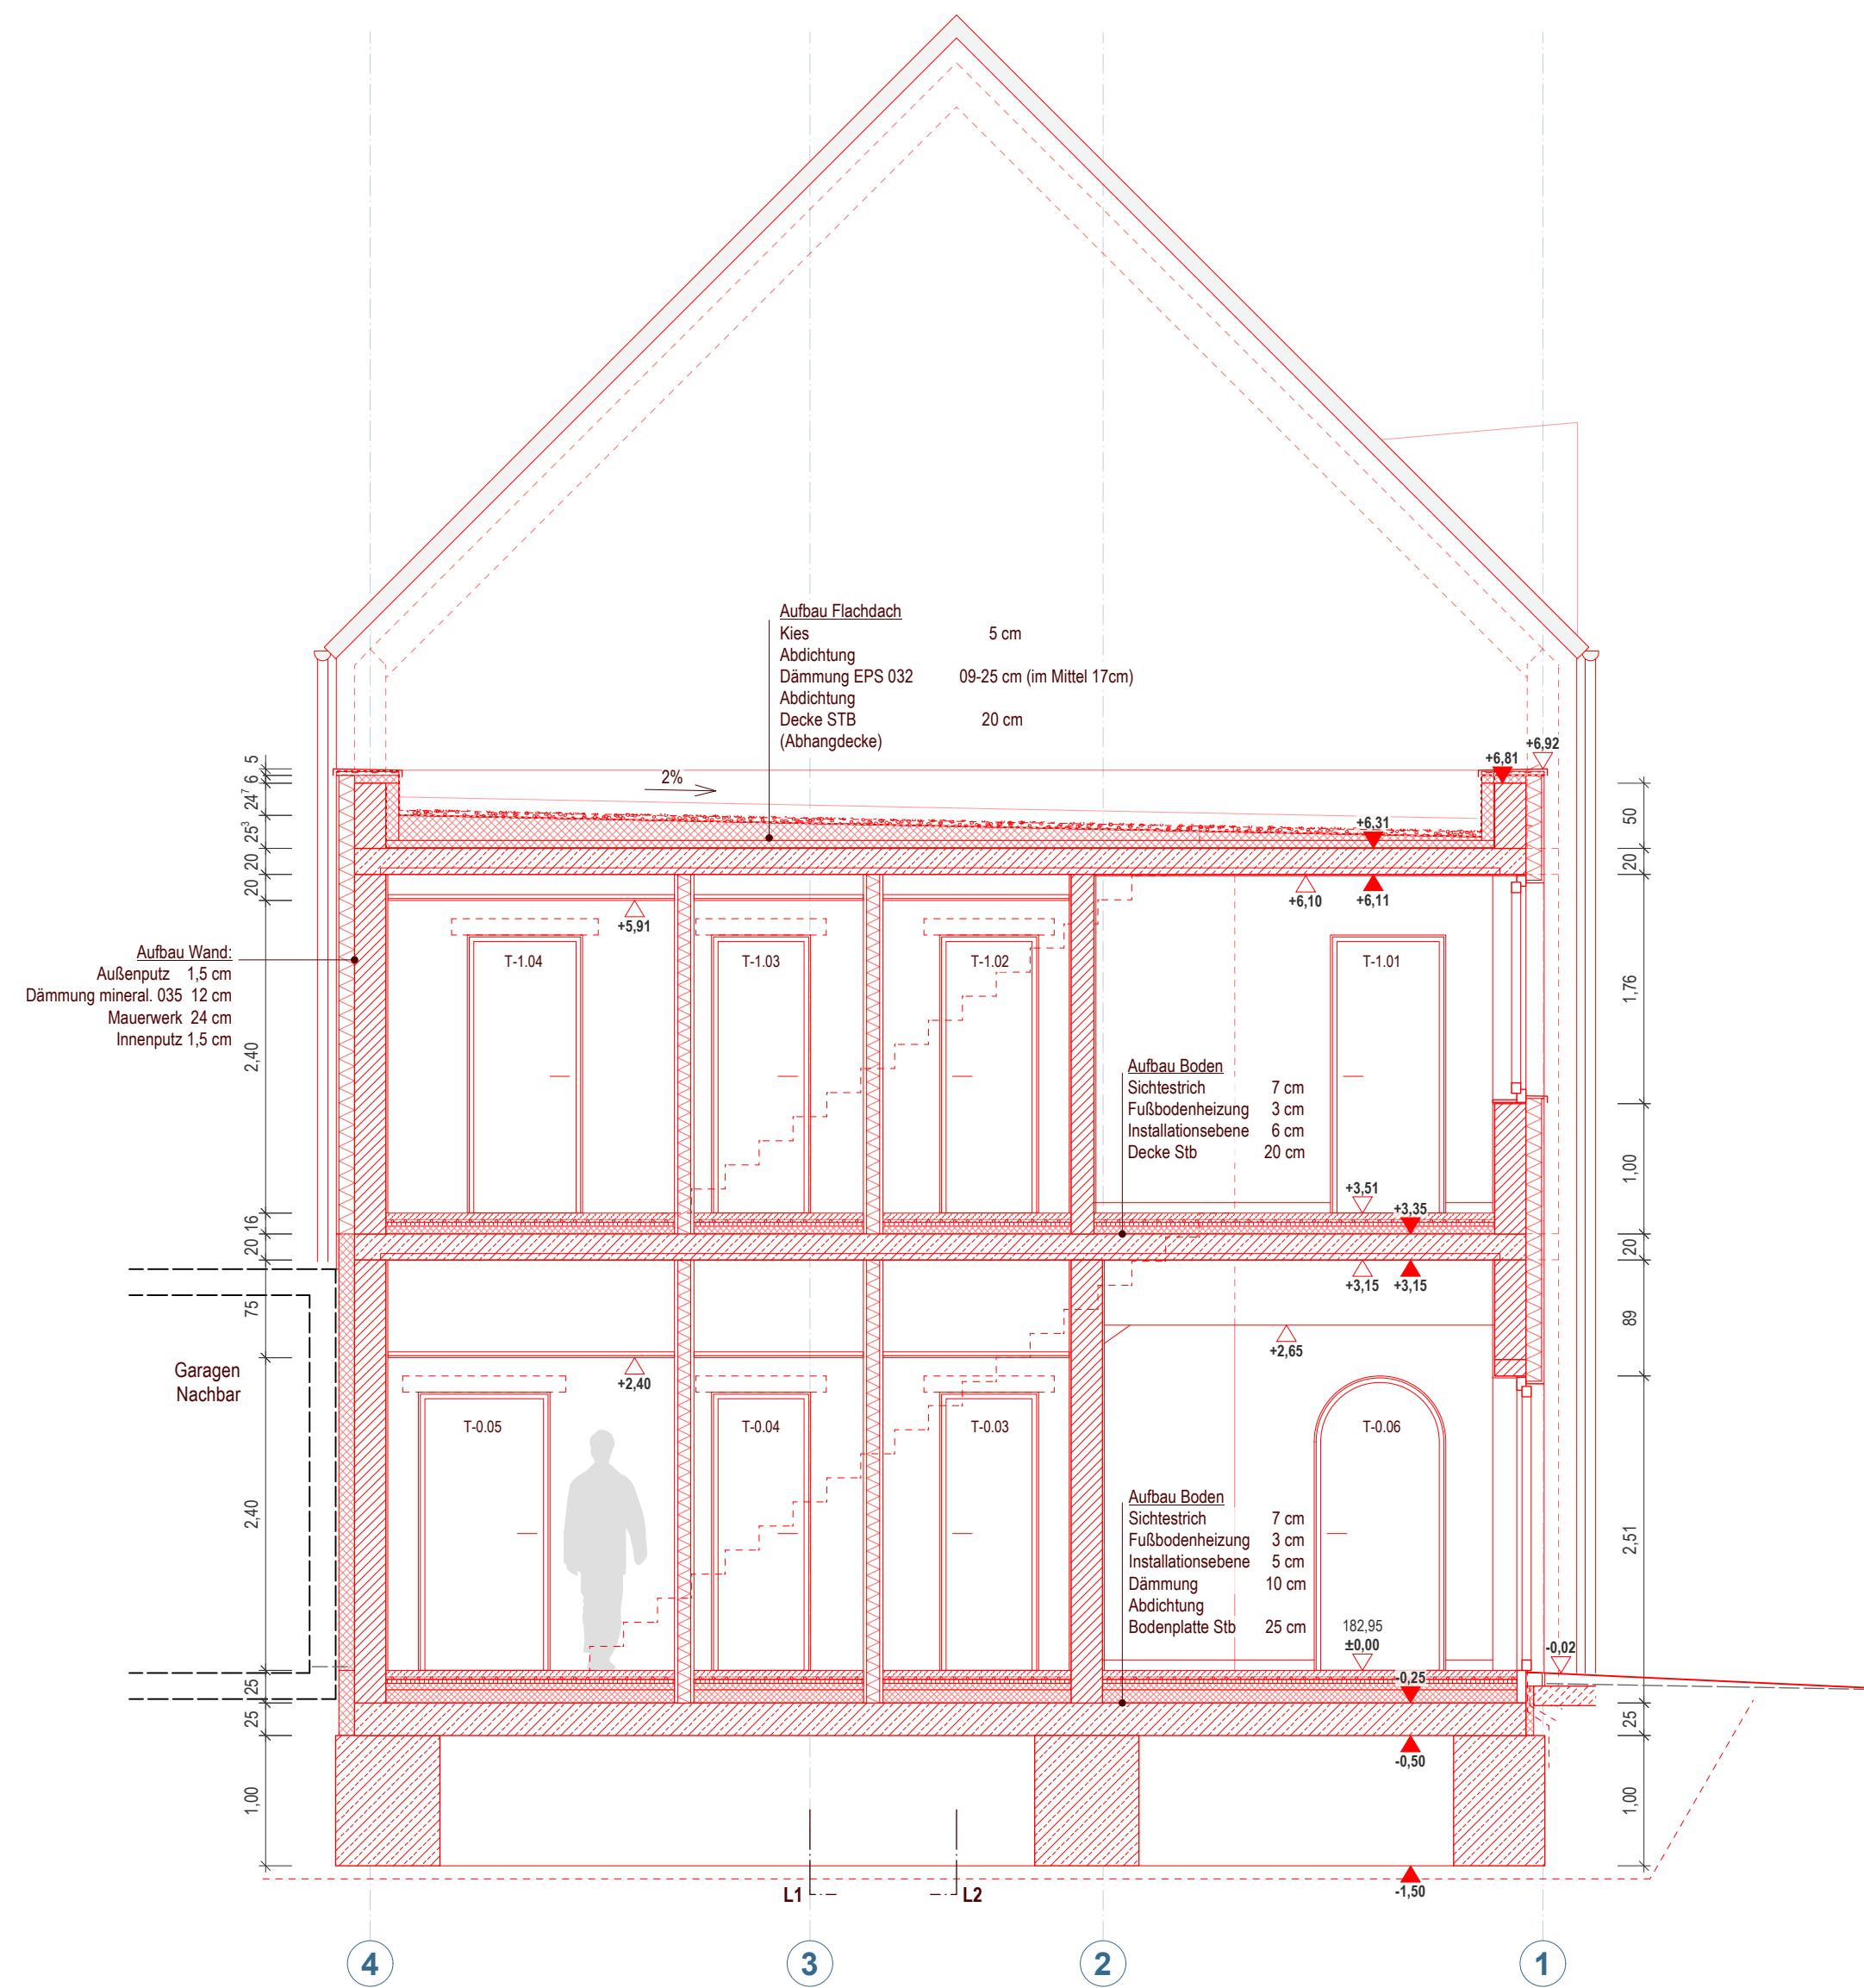 Aufbau Flachdach
Kies 5 cm
Abdichtung
Dämmung EPS 032 09-25 cm (im Mittel 17cm)
Abdichtung
Decke STB 20 cm
(Abhangdecke)
+6,92
+6,81
2%
+6,31
5
6
24⁷
25³
20
20
2,40
16
20
75
2,40
25
25
1,00
50
20
1,76
1,00
20
89
2,51
25
1,00
+5,91
+6,10
+6,11
Aufbau Wand:
Außenputz 1,5 cm
Dämmung mineral. 035 12 cm
Mauerwerk 24 cm
Innenputz 1,5 cm
T-1.04
T-1.03
T-1.02
T-1.01
Aufbau Boden
Sichtestrich 7 cm
Fußbodenheizung 3 cm
Installationsebene 6 cm
Decke Stb 20 cm
+3,51
+3,35
+3,15
+3,15
+2,65
+2,40
Garagen
Nachbar
T-0.05
T-0.04
T-0.03
T-0.06
Aufbau Boden
Sichtestrich 7 cm
Fußbodenheizung 3 cm
Installationsebene 5 cm
Dämmung 10 cm
Abdichtung
Bodenplatte Stb 25 cm
182,95
±0,00
-0,02
-0,25
-0,50
-1,50
L1
L2
4
3
2
1